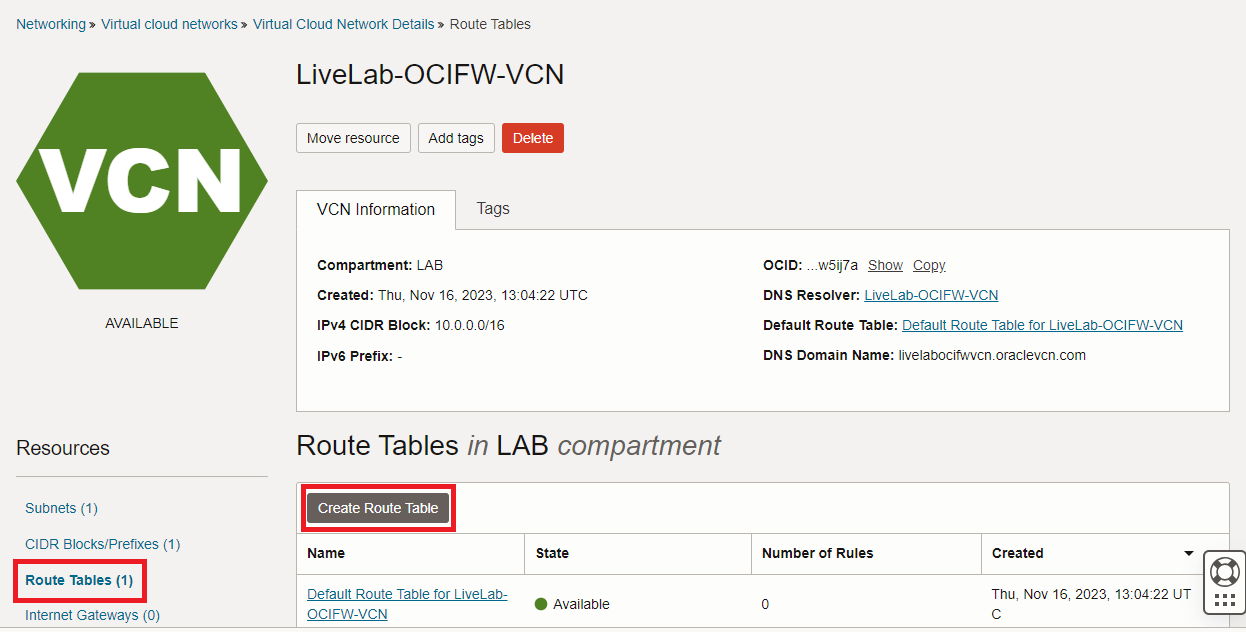 Networking » Virtual cloud networks » Virtual Cloud Network Details » Route Tables
VCN
AVAILABLE
LiveLab-OCIFW-VCN
Move resource Add tags Delete
VCN Information Tags
Compartment: LAB
Created: Thu, Nov 16, 2023, 13:04:22 UTC
IPv4 CIDR Block: 10.0.0.0/16
IPv6 Prefix: -
OCID: ...w5ij7a Show Copy
DNS Resolver: LiveLab-OCIFW-VCN
Default Route Table: Default Route Table for LiveLab-OCIFW-VCN
DNS Domain Name: livelabocifwvcn.oraclevcn.com
Resources
Subnets (1)
CIDR Blocks/Prefixes (1)
Route Tables (1)
Internet Gateways (0)
Route Tables in LAB compartment
Create Route Table
Name State Number of Rules Created
Default Route Table for LiveLab-
OCIFW-VCN
Available
0
Thu, Nov 16, 2023, 13:04:22 UT
C